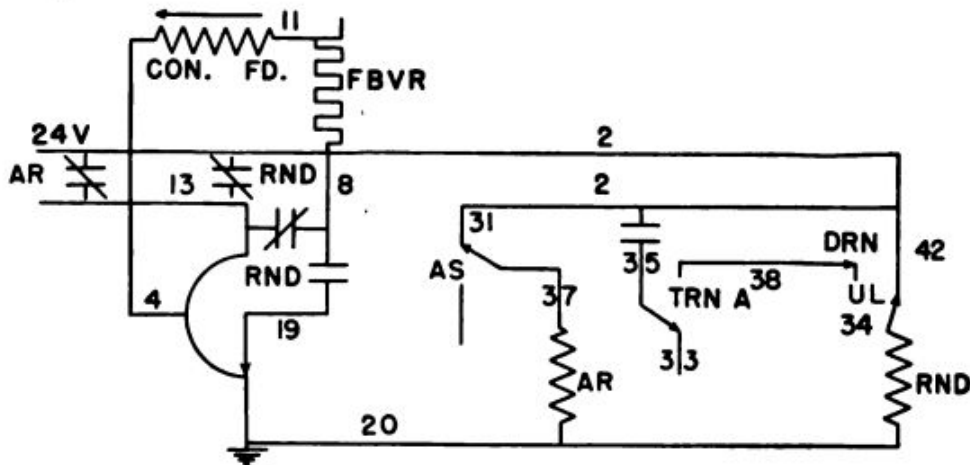 11
CON. FD.
FBVR
24V
2
AR
13
RND
8
2
31
DRN
42
RND
AS
35
38
4
37
TRN A
UL
19
34
33
AR
RND
20